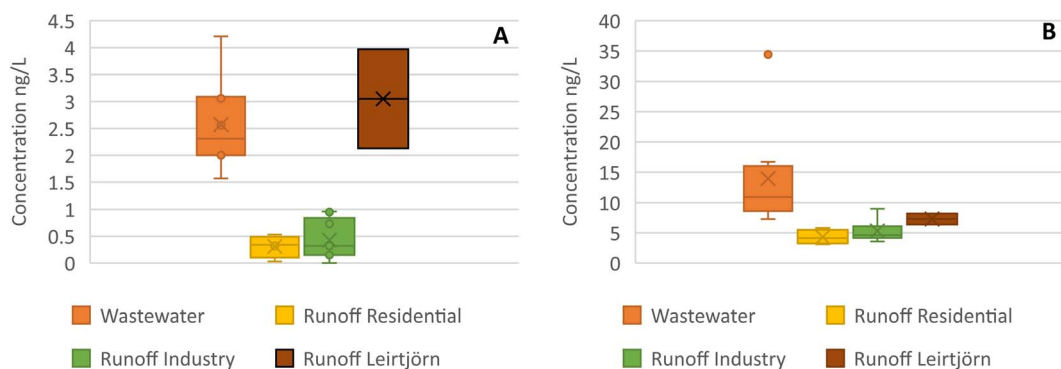 A
Concentration ng/L
4.5
4
3.5
3
2.5
2
1.5
1
0.5
0
Wastewater
Runoff Residential
Runoff Industry
Runoff Leirtjörn
B
Concentration ng/L
40
35
30
25
20
15
10
5
0
Wastewater
Runoff Residential
Runoff Industry
Runoff Leirtjörn